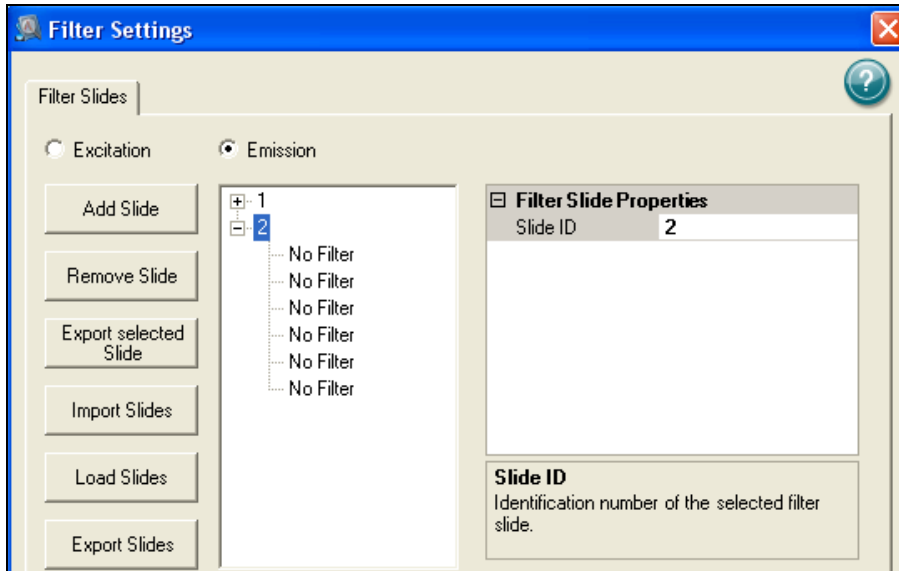 Filter Settings
?
Filter Slides
Excitation
Emission
Add Slide
Remove Slide
Export selected
Slide
Import Slides
Load Slides
Export Slides
1
2
No Filter
No Filter
No Filter
No Filter
No Filter
No Filter
Filter Slide Properties
Slide ID 2
Slide ID
Identification number of the selected filter
slide.